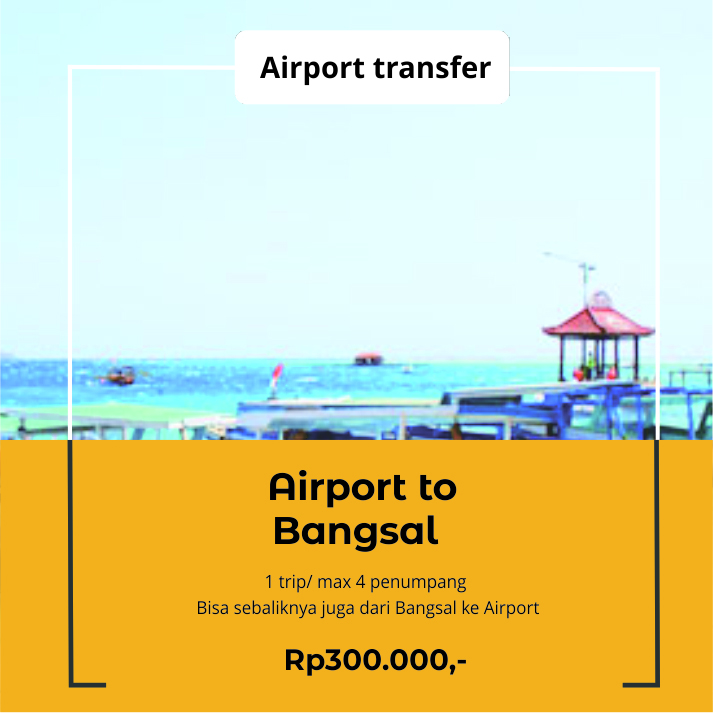 Airport transfer
Airport to
Bangsal
1 trip/ max 4 penumpang
Bisa sebaliknya juga dari Bangsal ke Airport
Rp300.000,-